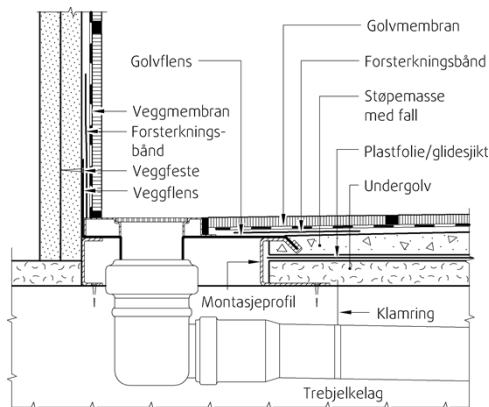 Golvmembran
Golvflens
Forsterkningsbånd
Støpemasse
med fall
Veggmembran
Forsterknings-
bånd
Plastfolie/glidesjikt
Veggfeste
Veggflens
Undergolv
Montasjeprofil
Klamring
Trebjelkelag